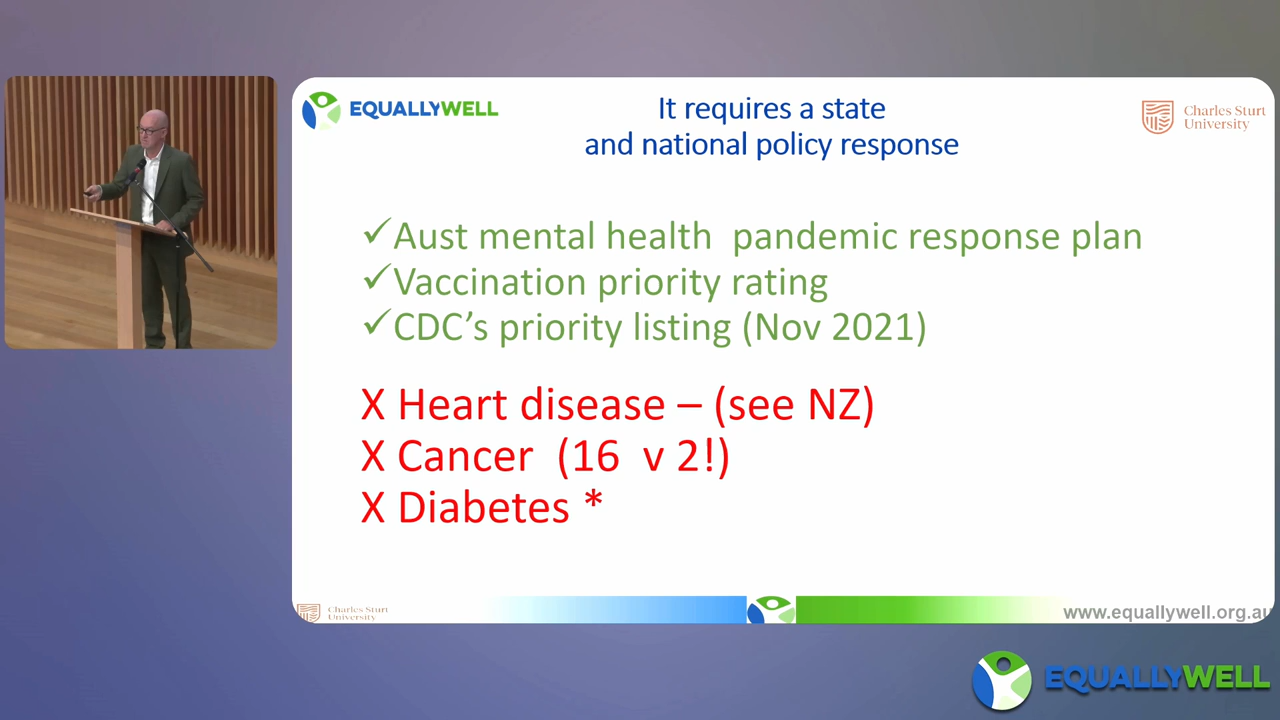 EQUALLYWELL
It requires a state
and national policy response
Charles Sturt
University
✓Aust mental health pandemic response plan
✓Vaccination priority rating
✓CDC’s priority listing (Nov 2021)
X Heart disease – (see NZ)
X Cancer (16 v 2!)
X Diabetes *
Charles Sturt
University
www.equallywell.org.au
EQUALLYWELL